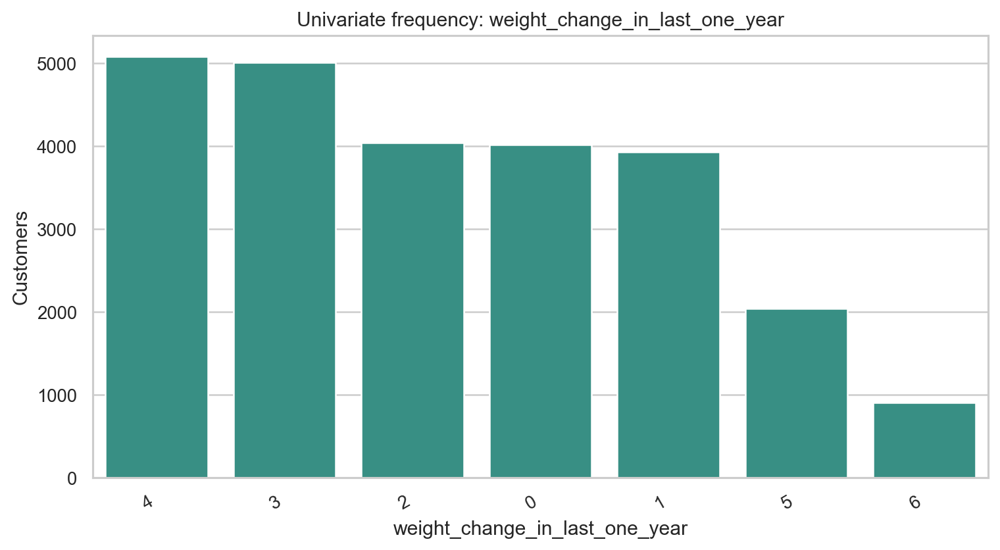 Univariate frequency: weight_change_in_last_one_year
5000
4000
3000
2000
1000
0
Customers
4 3 2 0 1 5 6
weight_change_in_last_one_year